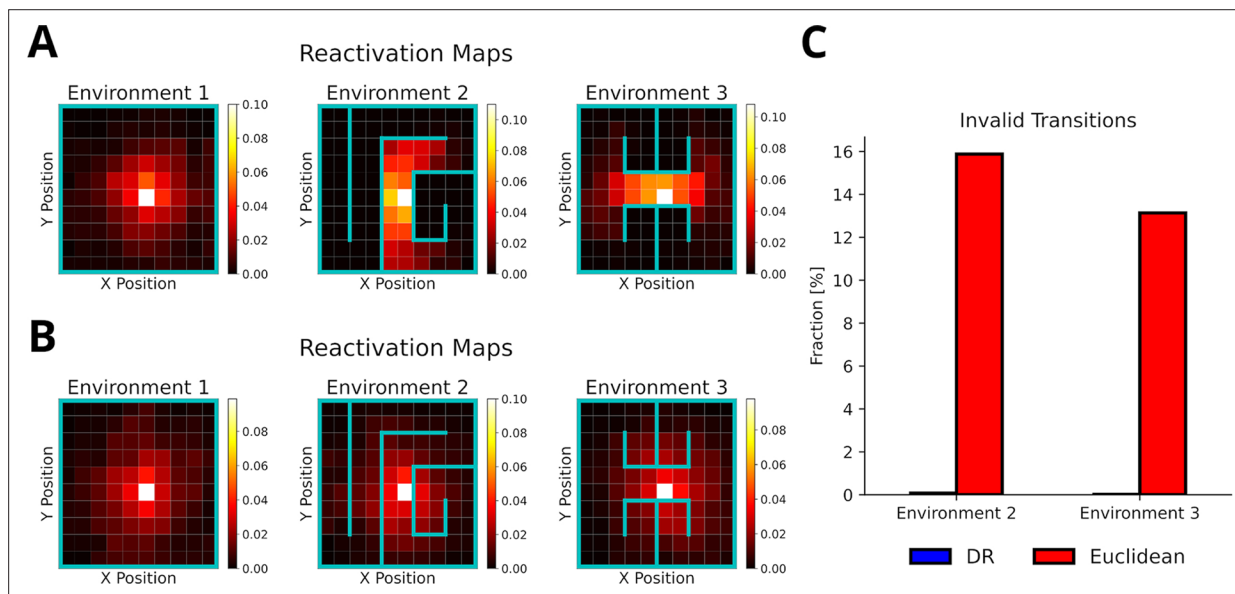 A
Reactivation Maps
Environment 1
Environment 2
Environment 3
Y Position
X Position
0.10
0.08
0.06
0.04
0.02
0.00
Y Position
X Position
0.10
0.08
0.06
0.04
0.02
0.00
Y Position
X Position
0.10
0.08
0.06
0.04
0.02
0.00
B
Reactivation Maps
Environment 1
Environment 2
Environment 3
Y Position
X Position
0.08
0.06
0.04
0.02
0.00
Y Position
X Position
0.10
0.08
0.06
0.04
0.02
0.00
Y Position
X Position
0.08
0.06
0.04
0.02
0.00
C
Invalid Transitions
Fraction [%]
16
14
12
10
8
6
4
2
0
Environment 2
Environment 3
DR
Euclidean